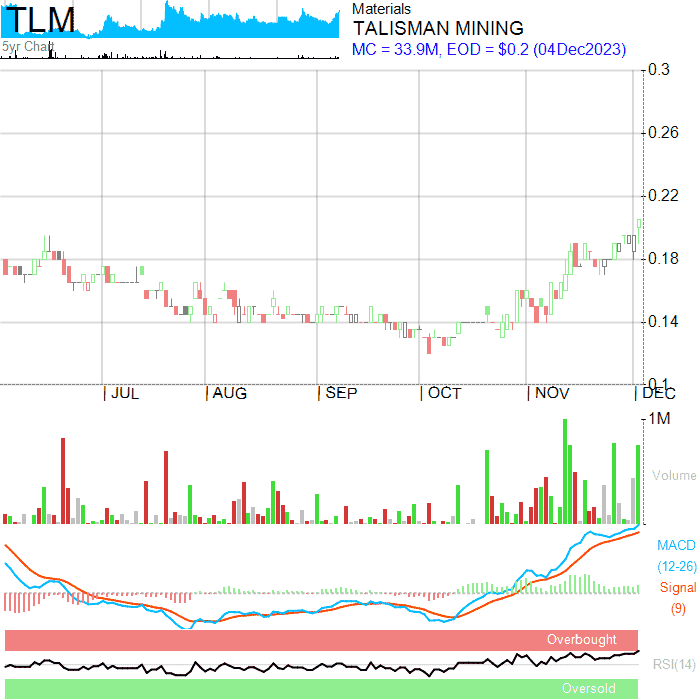 TLM
5yr Chart
Materials
TALISMAN MINING
MC = 33.9M, EOD = $0.2 (04Dec2023)
0.3
0.26
0.22
0.18
0.14
0.1
| JUL | AUG | SEP | OCT | NOV | DEC
1M
Volume
MACD
(12-26)
Signal
(9)
Overbought
RSI(14)
Oversold